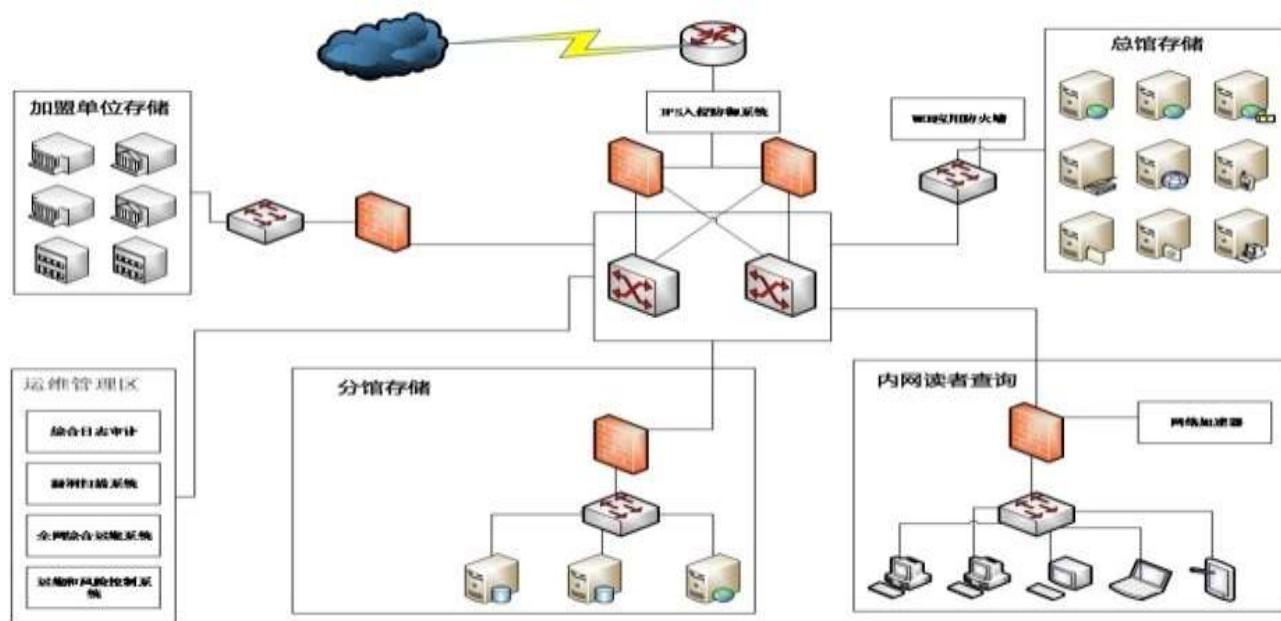 总馆存储
加盟单位存储
IPS入侵防御系统
WEB应用防火墙
运维管理区
综合日志审计
漏洞扫描系统
全网综合运维系统
运维和风险控制系
统
分馆存储
内网读者查询
网络加速器